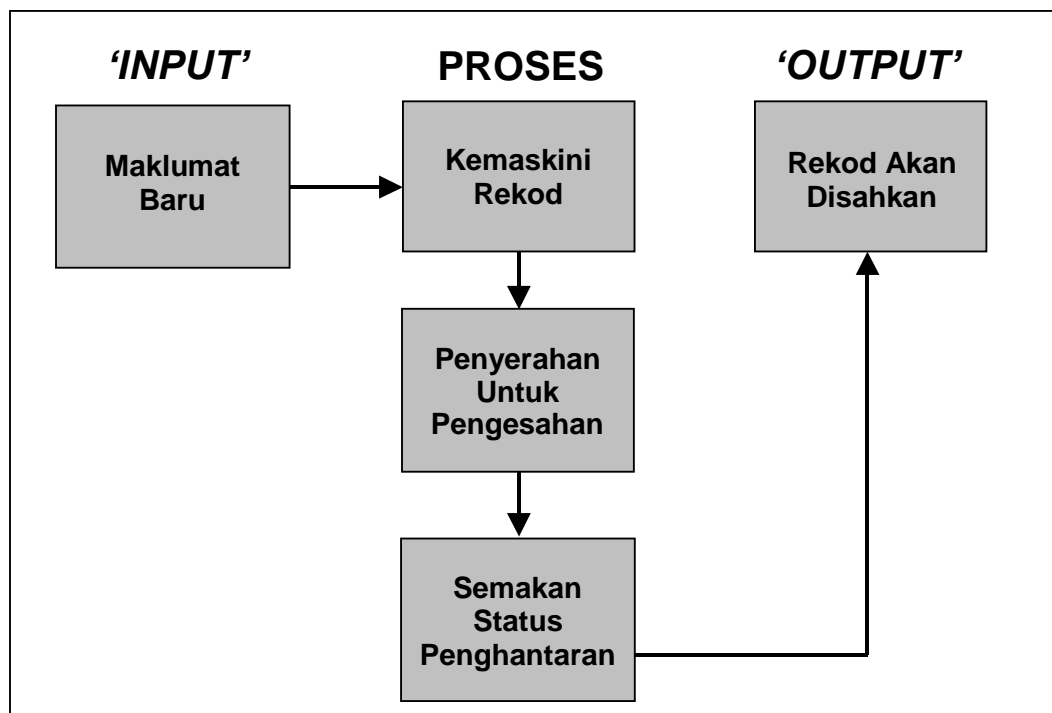 ‘INPUT’
PROSES
‘OUTPUT’
Maklumat
Baru
Kemaskini
Rekod
Rekod Akan
Disahkan
Penyerahan
Untuk
Pengesahan
Semakan
Status
Penghantaran